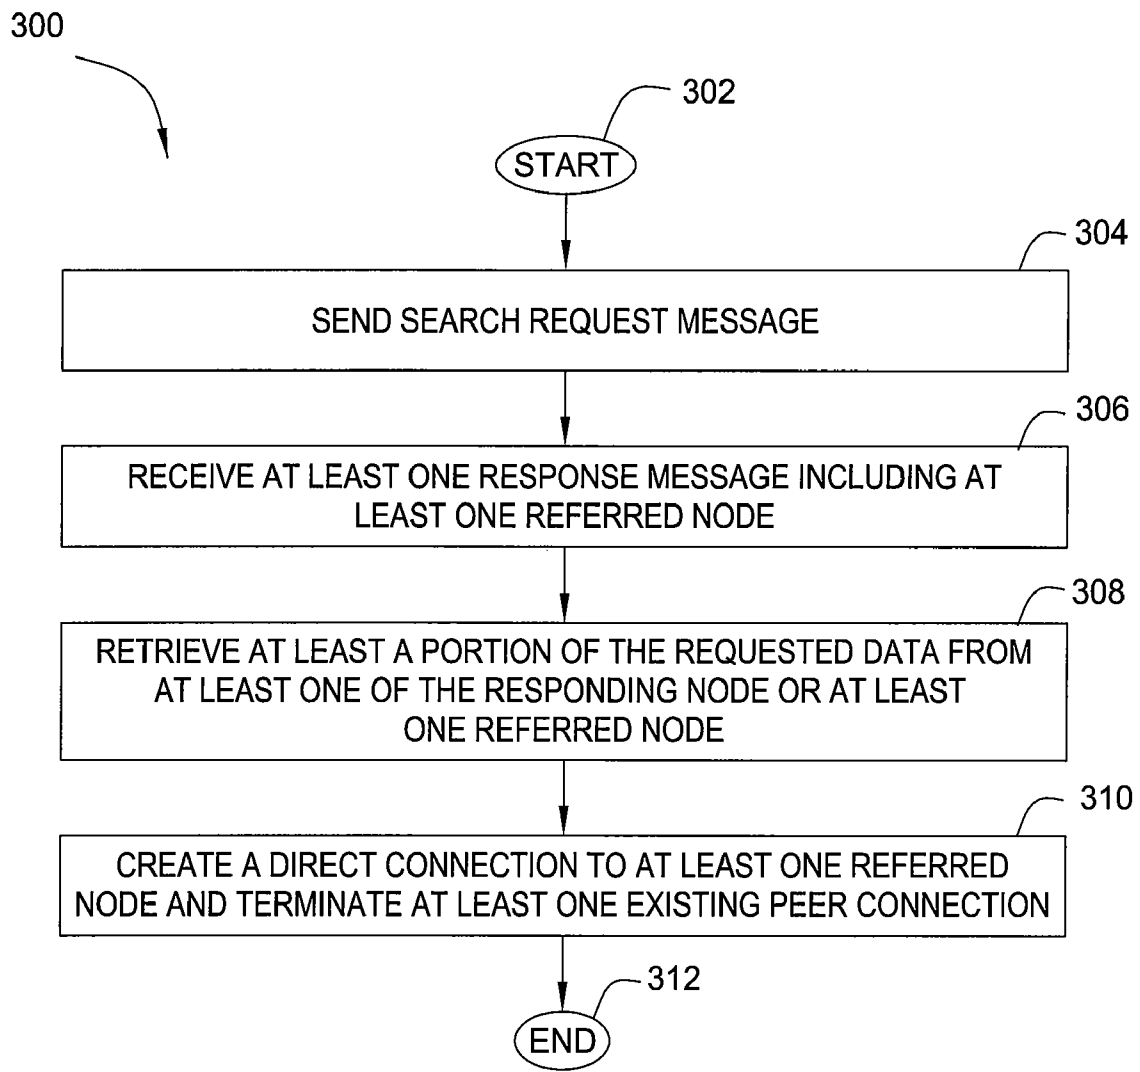 300
302
START
304
SEND SEARCH REQUEST MESSAGE
306
RECEIVE AT LEAST ONE RESPONSE MESSAGE INCLUDING AT
LEAST ONE REFERRED NODE
308
RETRIEVE AT LEAST A PORTION OF THE REQUESTED DATA FROM
AT LEAST ONE OF THE RESPONDING NODE OR AT LEAST
ONE REFERRED NODE
310
CREATE A DIRECT CONNECTION TO AT LEAST ONE REFERRED
NODE AND TERMINATE AT LEAST ONE EXISTING PEER CONNECTION
312
END